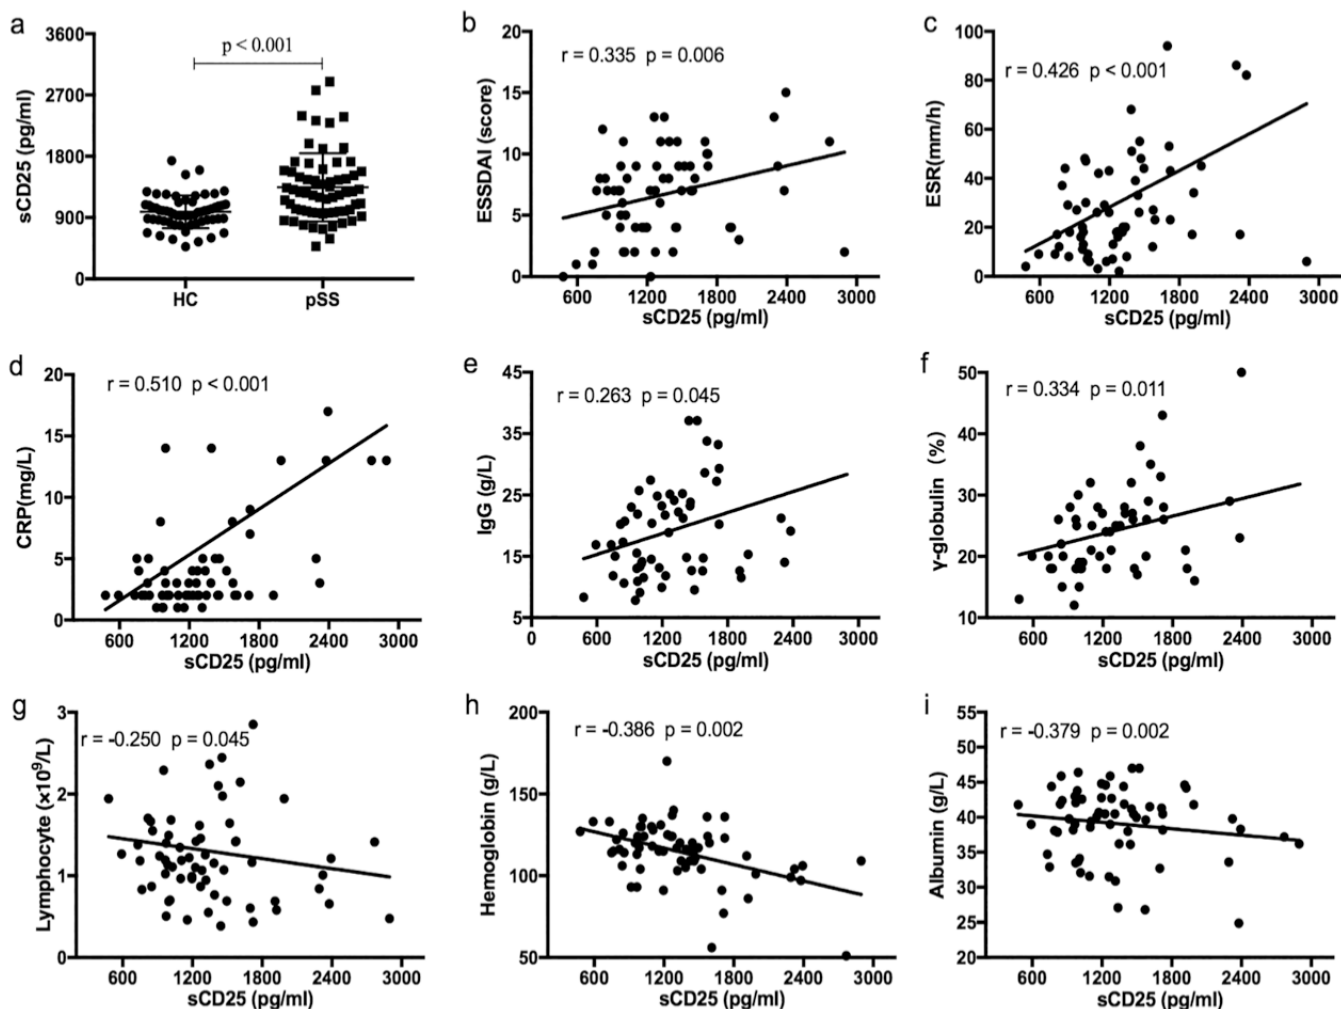 a
3600
2700
1800
900
0
sCD25 (pg/ml)
p < 0.001
HC
pSS
b
20
15
10
5
0
ESSDAI (score)
r = 0.335 p = 0.006
600 1200 1800 2400 3000
sCD25 (pg/ml)
c
100
80
60
40
20
0
ESR(mm/h)
r = 0.426 p < 0.001
600 1200 1800 2400 3000
sCD25 (pg/ml)
d
20
15
10
5
0
CRP(mg/L)
r = 0.510 p < 0.001
600 1200 1800 2400 3000
sCD25 (pg/ml)
e
45
35
25
15
5
IgG (g/L)
r = 0.263 p = 0.045
0 600 1200 1800 2400 3000
sCD25 (pg/ml)
f
50
40
30
20
10
γ-globulin (%)
r = 0.334 p = 0.011
600 1200 1800 2400 3000
sCD25 (pg/ml)
g
3
2
1
0
Lymphocyte (×10⁹/L)
r = -0.250 p = 0.045
600 1200 1800 2400 3000
sCD25 (pg/ml)
h
200
150
100
50
Hemoglobin (g/L)
r = -0.386 p = 0.002
600 1200 1800 2400 3000
sCD25 (pg/ml)
i
55
50
45
40
35
30
25
20
Albumin (g/L)
r = -0.379 p = 0.002
600 1200 1800 2400 3000
sCD25 (pg/ml)